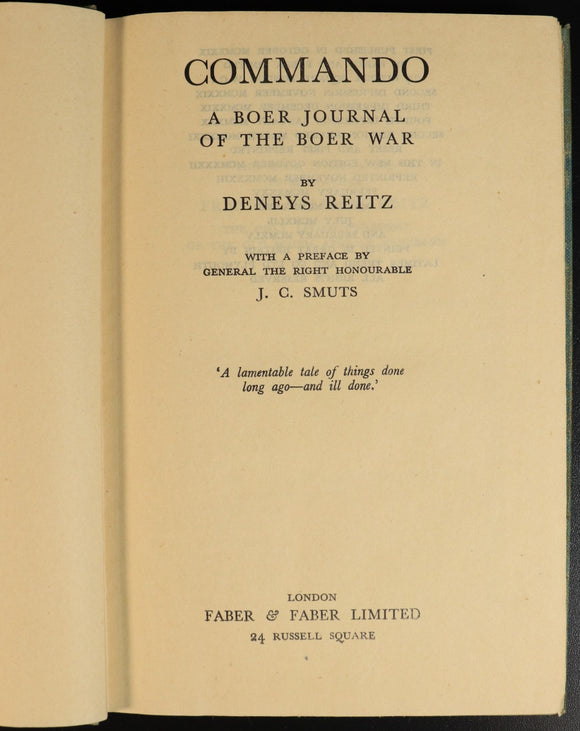 COMMANDO
A BOER JOURNAL
OF THE BOER WAR
BY
DENEYS REITZ
WITH A PREFACE BY
GENERAL THE RIGHT HONOURABLE
J. C. SMUTS
‘A lamentable tale of things done
long ago—and ill done.’
LONDON
FABER & FABER LIMITED
24 RUSSELL SQUARE